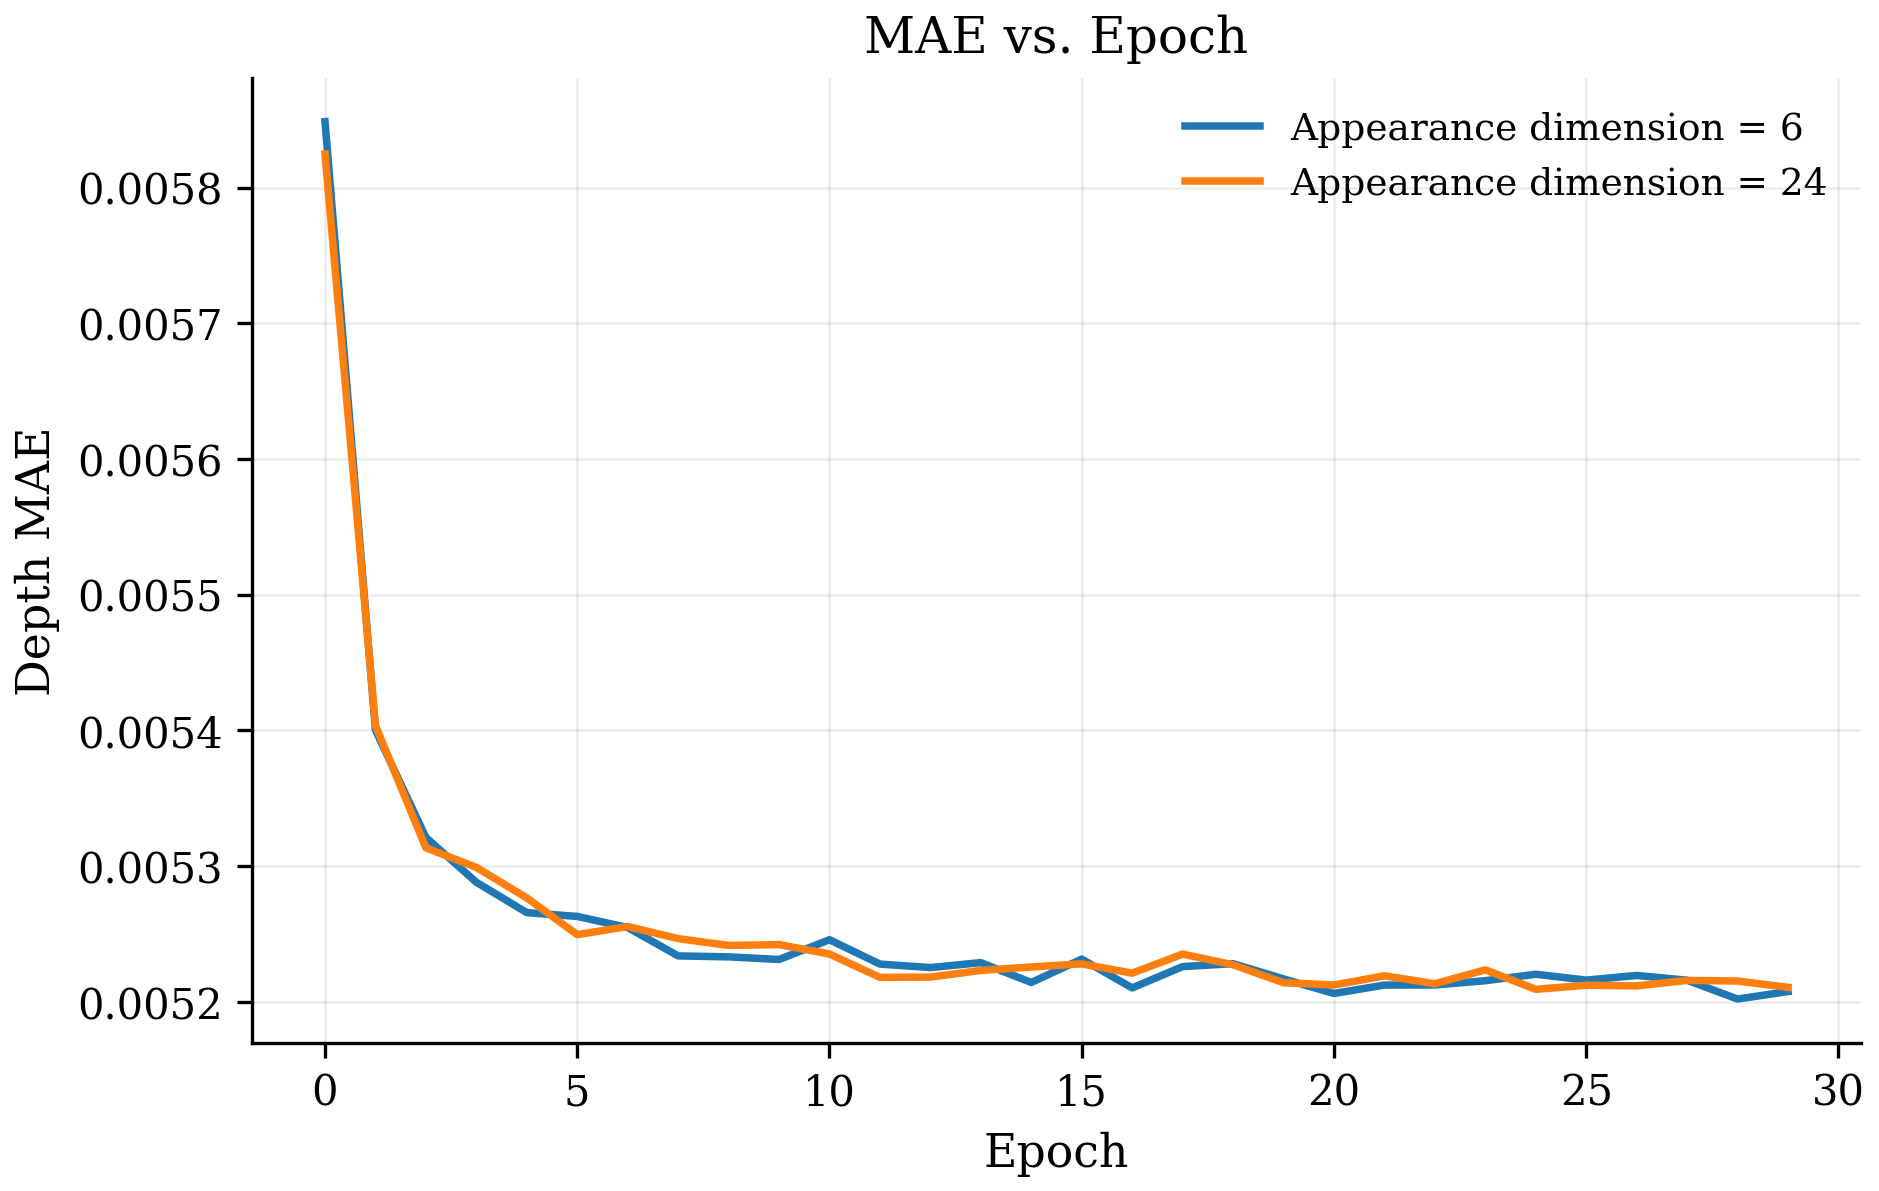 MAE vs. Epoch
Appearance dimension = 6
Appearance dimension = 24
0.0058
0.0057
0.0056
0.0055
0.0054
0.0053
0.0052
Depth MAE
0 5 10 15 20 25 30
Epoch